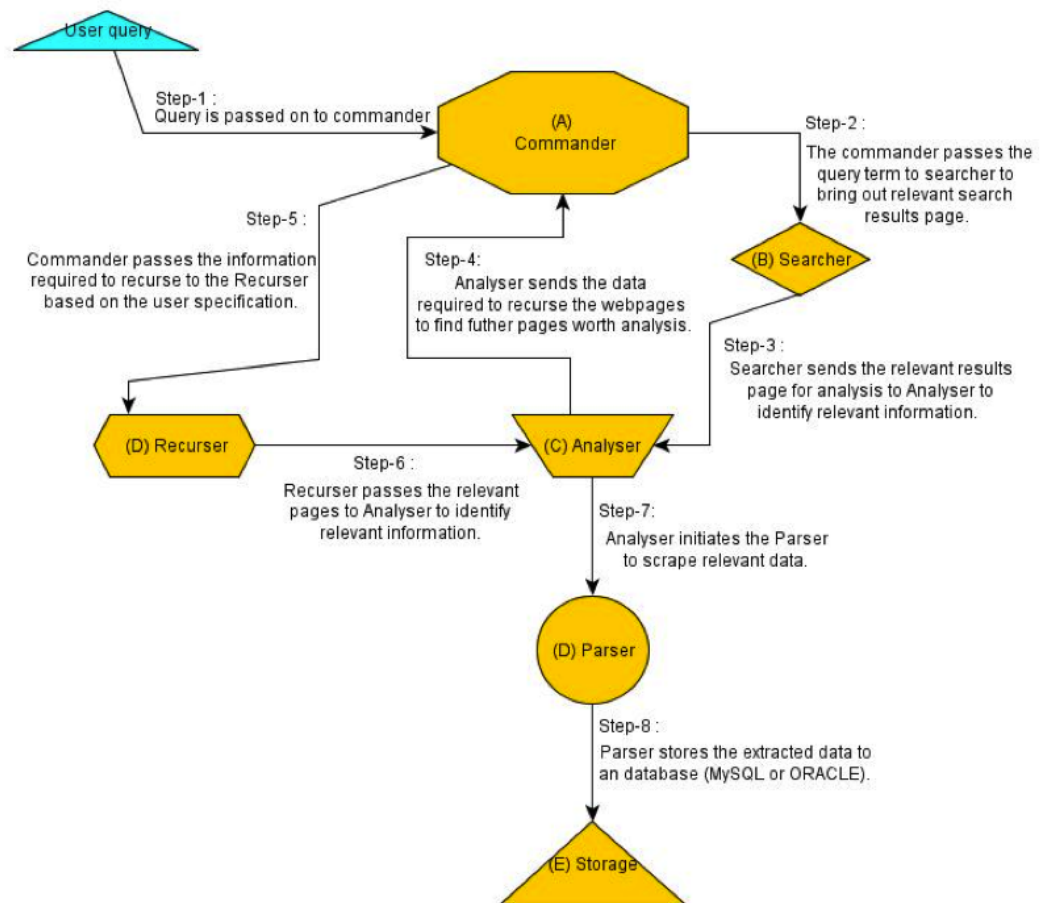 User query
Step-1 :
Query is passed on to commander
(A)
Commander
Step-2 :
The commander passes the
query term to searcher to
bring out relevant search
results page.
(B) Searcher
Step-3 :
Searcher sends the relevant results
page for analysis to Analyser to
identify relevant information.
Step-4:
Analyser sends the data
required to recurse the webpages
to find futher pages worth analysis.
Step-5 :
Commander passes the information
required to recurse to the Recurser
based on the user specification.
(D) Recurser
Step-6 :
Recurser passes the relevant
pages to Analyser to identify
relevant information.
(C) Analyser
Step-7:
Analyser initiates the Parser
to scrape relevant data.
(D) Parser
Step-8 :
Parser stores the extracted data to
an database (MySQL or ORACLE).
(E) Storage